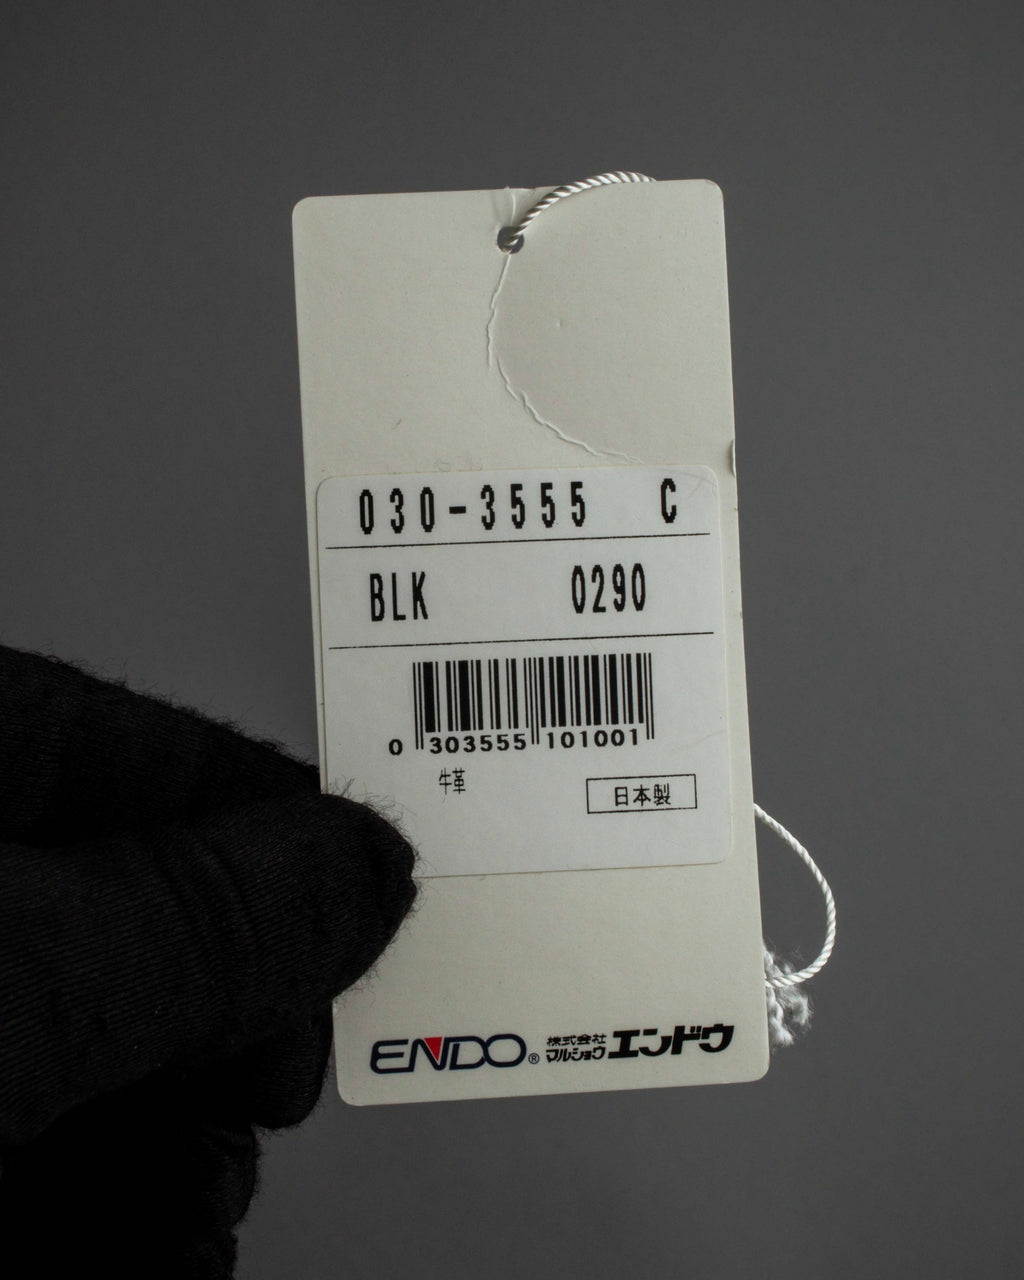 030-3555 C
BLK 0290
0 303555 101001
牛革
日本製
ENDO® 株式会社マルショウ エンドウ